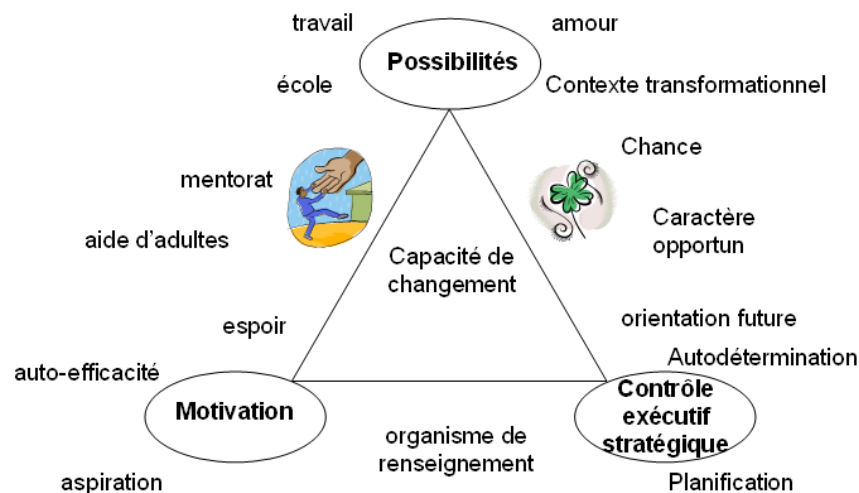 travail
amour
Possibilités
école
Contexte transformationnel
Chance
mentorat
Caractère
opportun
aide d'adultes
Capacité de
changement
espoir
orientation future
Autodétermination
auto-efficacité
Motivation
Contrôle
exécutif
stratégique
organisme de
renseignement
aspiration
Planification